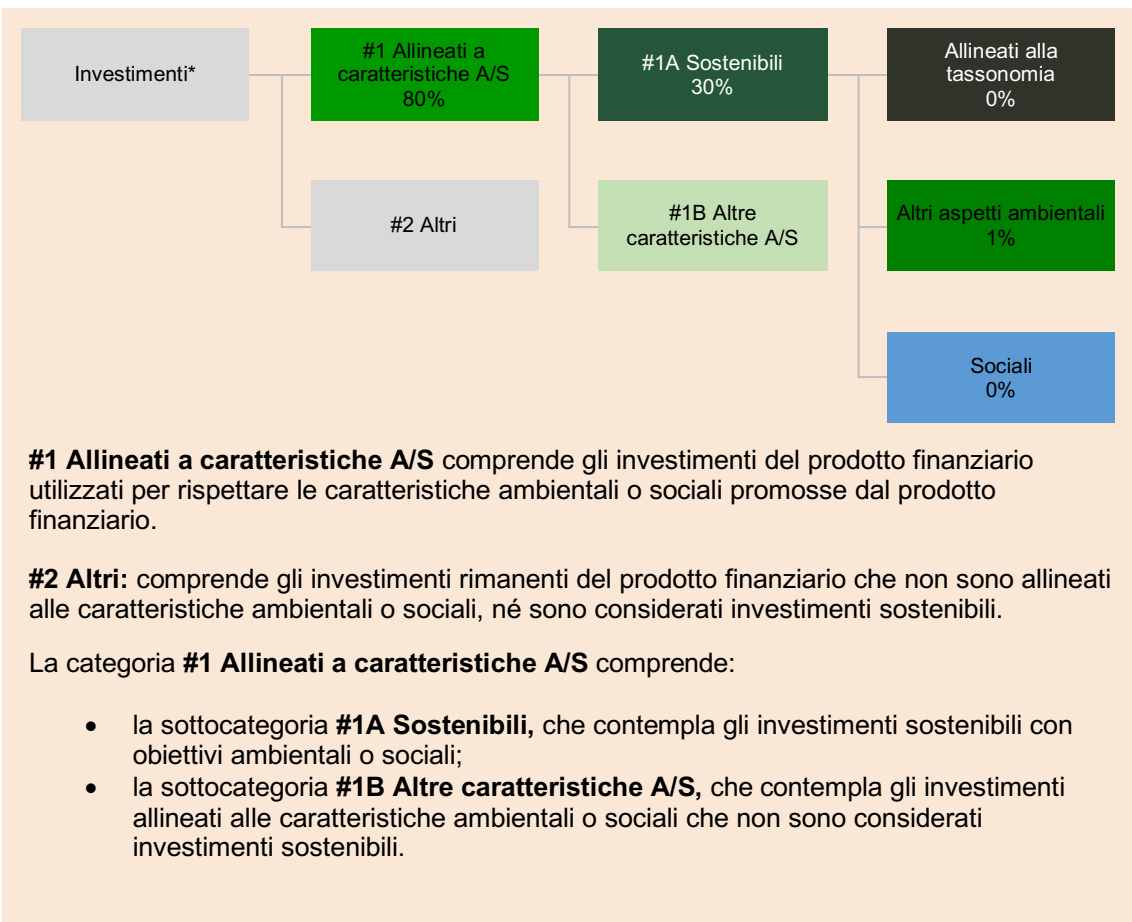 Investimenti*
#1 Allineati a
caratteristiche A/S
80%
#1A Sostenibili
30%
Allineati alla
tassonomia
0%
#2 Altri
#1B Altre
caratteristiche A/S
Altri aspetti ambientali
1%
Sociali
0%
#1 Allineati a caratteristiche A/S comprende gli investimenti del prodotto finanziario
utilizzati per rispettare le caratteristiche ambientali o sociali promosse dal prodotto
finanziario.
#2 Altri: comprende gli investimenti rimanenti del prodotto finanziario che non sono allineati
alle caratteristiche ambientali o sociali, né sono considerati investimenti sostenibili.
La categoria #1 Allineati a caratteristiche A/S comprende:
• la sottocategoria #1A Sostenibili, che contempla gli investimenti sostenibili con
obiettivi ambientali o sociali;
• la sottocategoria #1B Altre caratteristiche A/S, che contempla gli investimenti
allineati alle caratteristiche ambientali o sociali che non sono considerati
investimenti sostenibili.